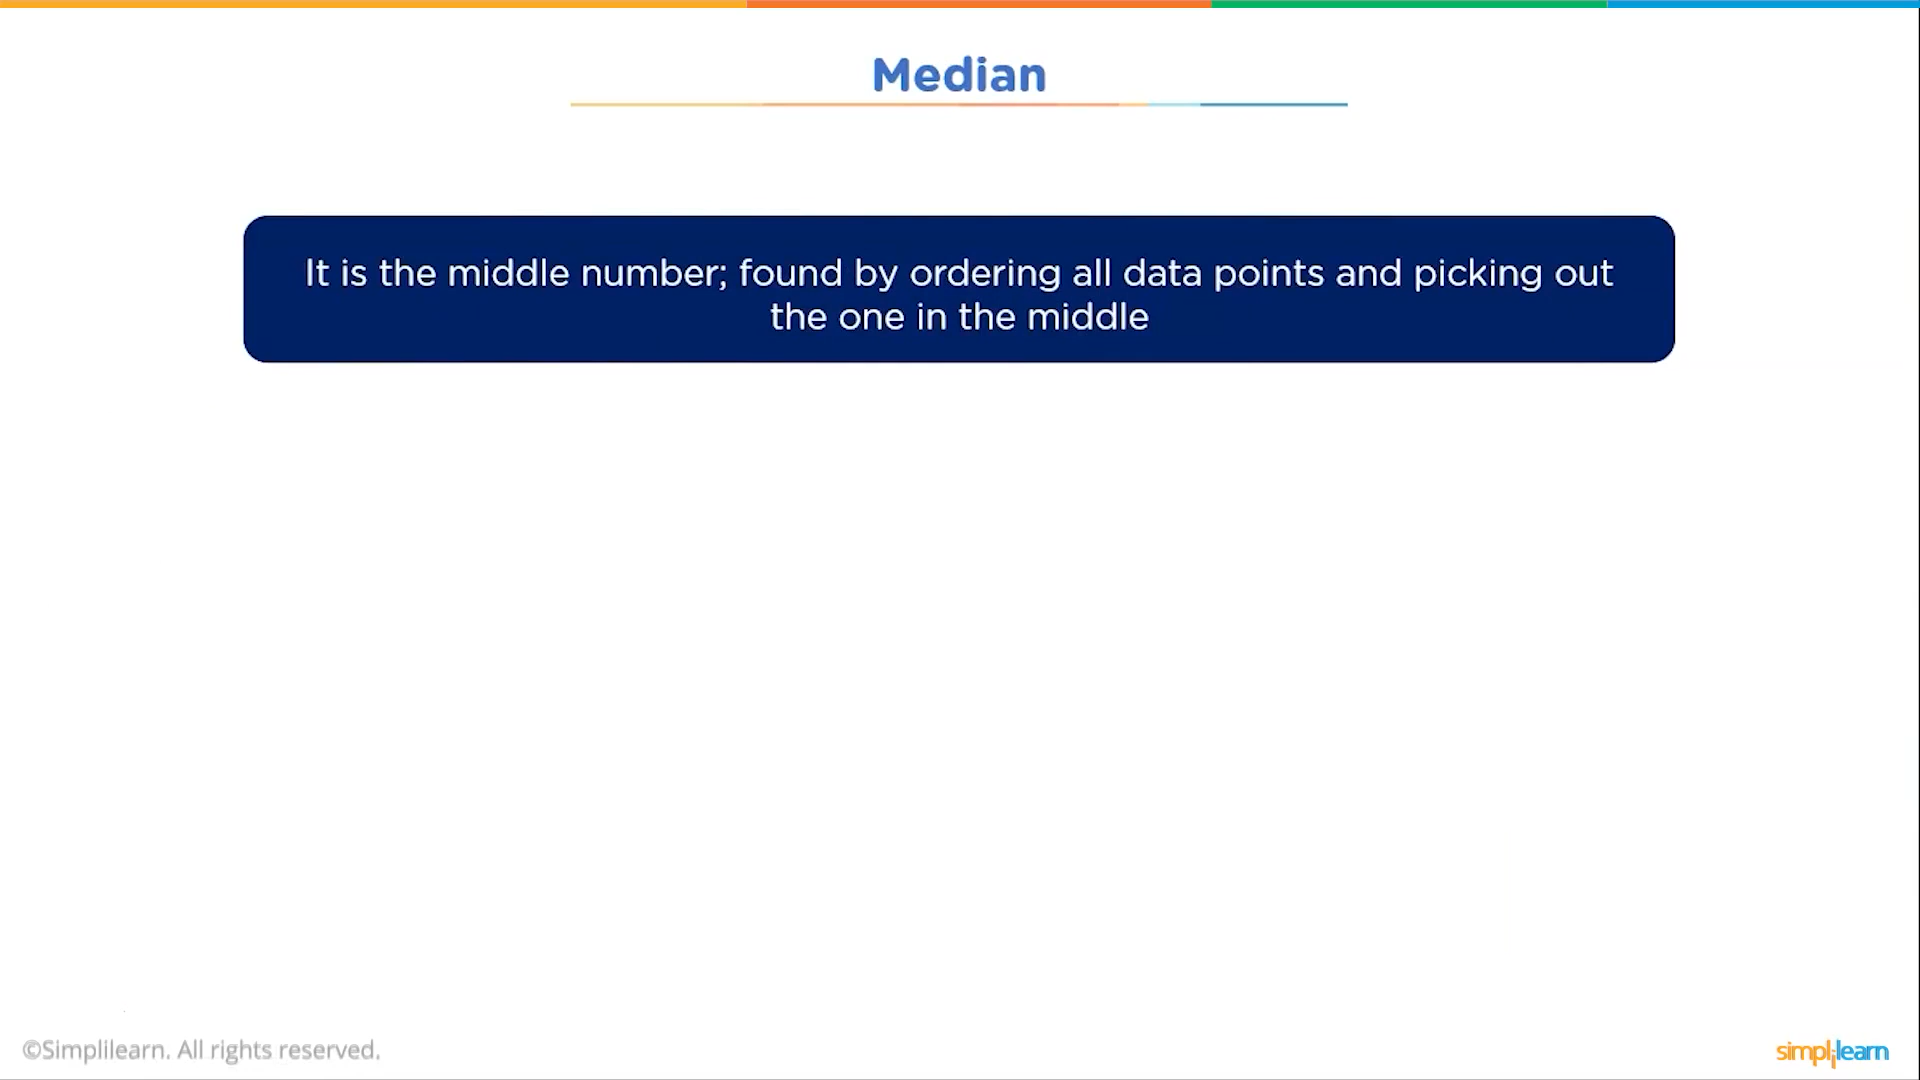 Median
It is the middle number; found by ordering all data points and picking out
the one in the middle
©Simplilearn. All rights reserved.
simplilearn